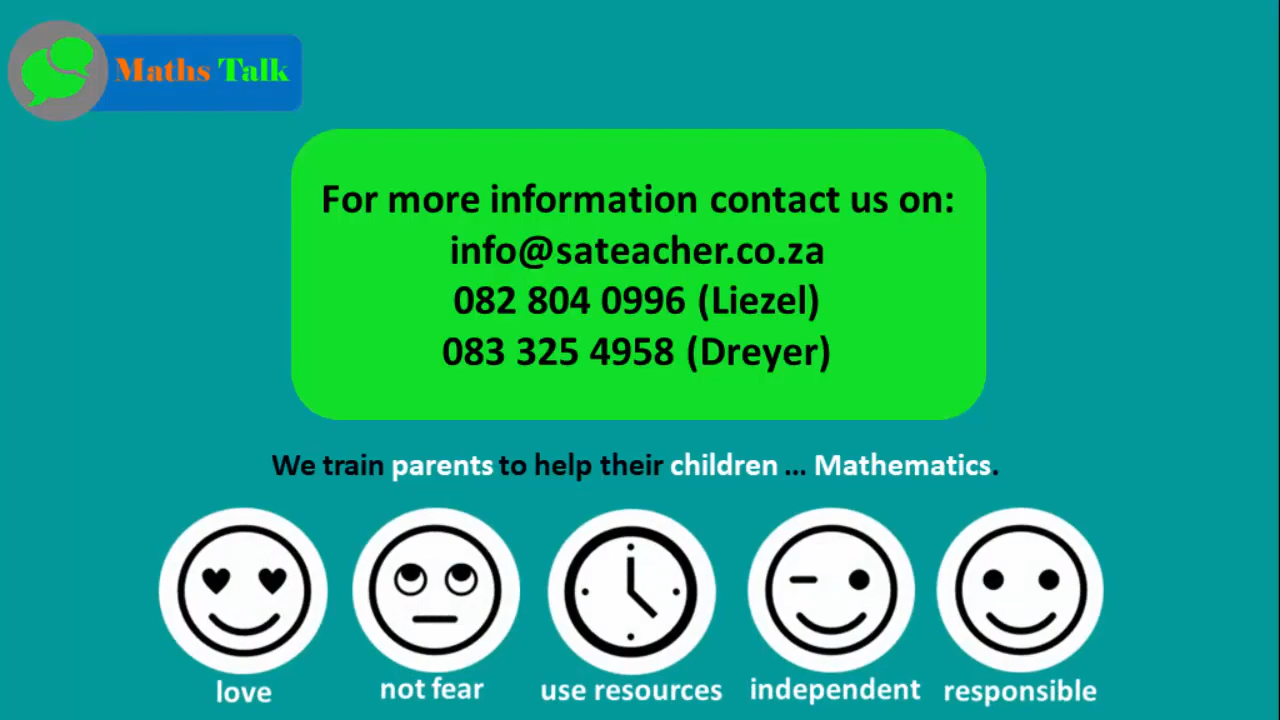 Maths Talk
For more information contact us on:
info@sateacher.co.za
082 804 0996 (Liezel)
083 325 4958 (Dreyer)
We train parents to help their children ... Mathematics.
love not fear use resources independent responsible